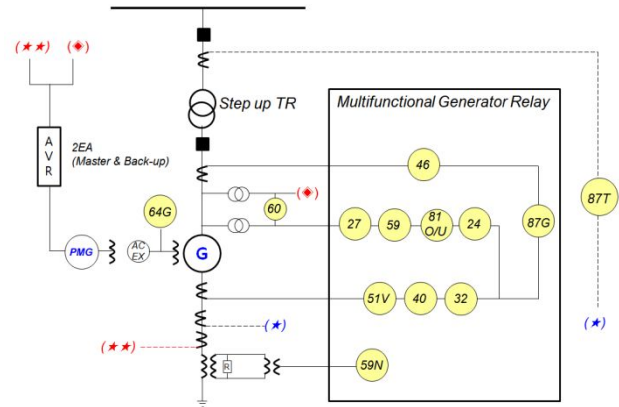 (★★) (◈)
Step up TR
Multifunctional Generator Relay
AVR
2EA
(Master & Back-up)
46
(◈)
60
64G
27
59
81
O/U
24
87G
87T
PMG
AC
EX
G
51V
40
32
(★)
(★)
(★★)
R
59N